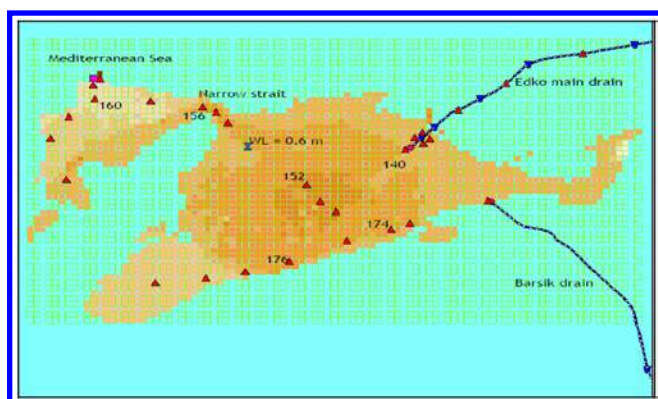 Mediterranean Sea
Edko main drain
Narrow strait
160
156
WL = 0.6 m
140
152
174
176
Barsik drain